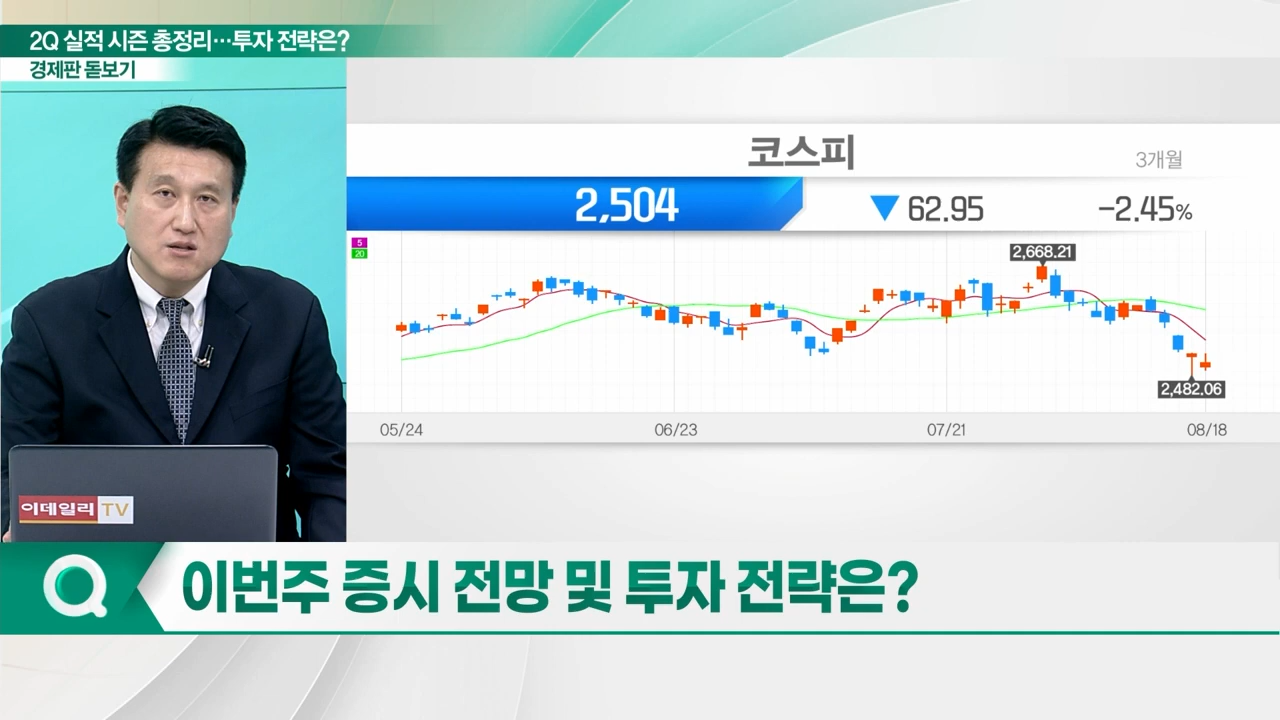 2Q 실적 시즌 총정리…투자 전략은?
경제판 돋보기
코스피
3개월
2,504
▼ 62.95
-2.45%
5
20
2,668.21
2,482.06
05/24
06/23
07/21
08/18
이데일리 TV
Q
이번주 증시 전망 및 투자 전략은?